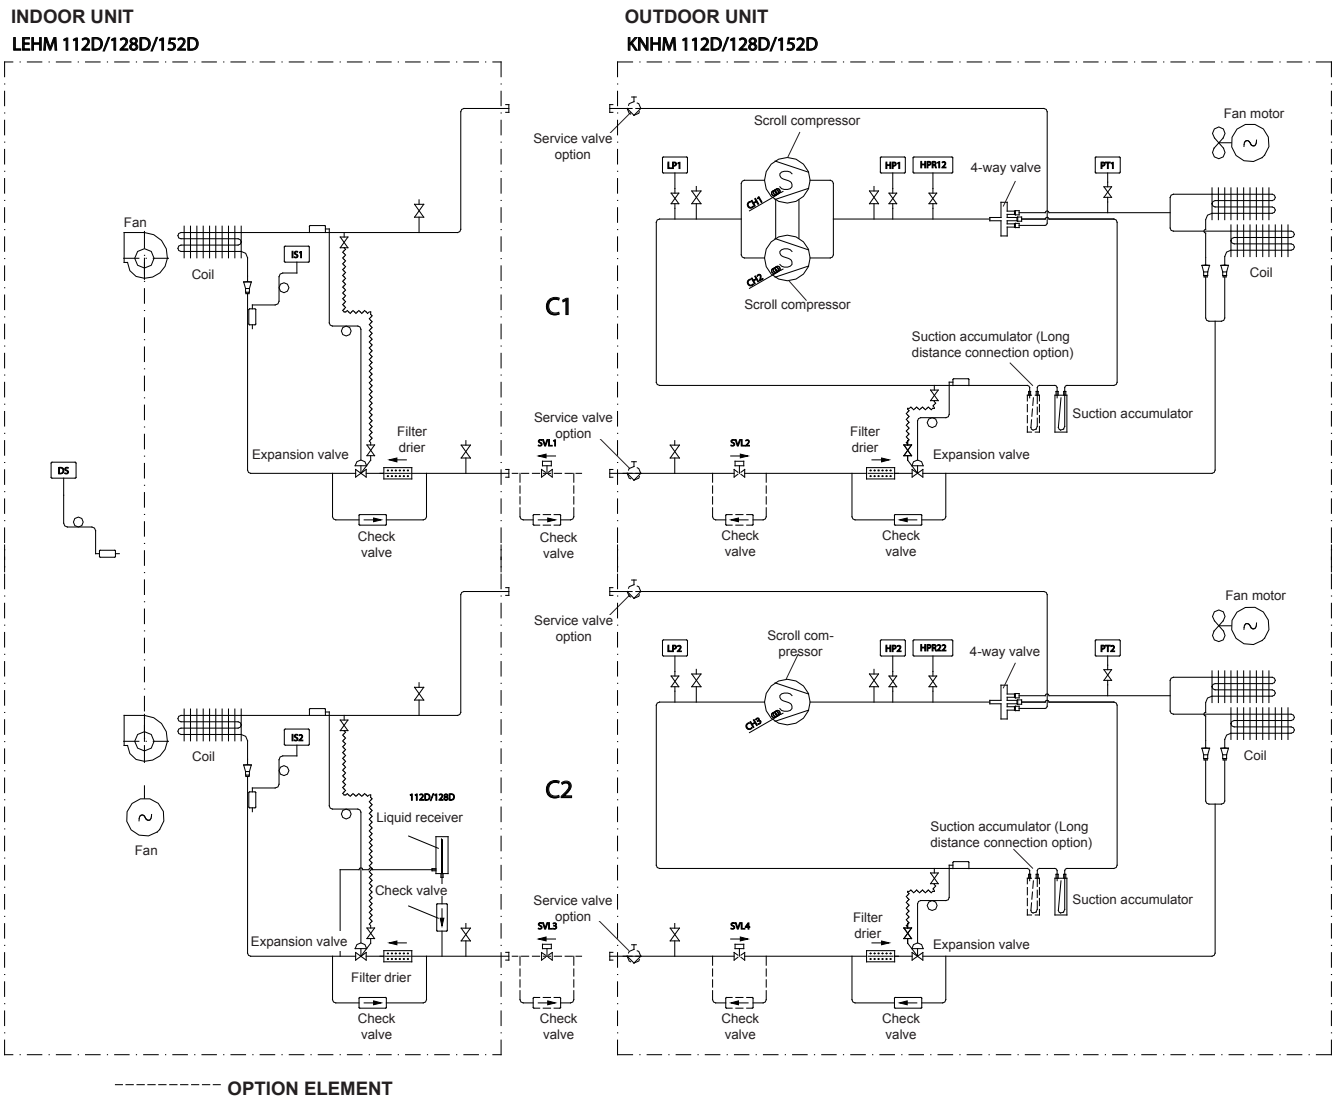 INDOOR UNIT
LEHM 112D/128D/152D
OUTDOOR UNIT
KNHM 112D/128D/152D
Service valve
option
Scroll compressor
Fan motor
LP1
HP1
HPR12
4-way valve
PT1
CH1
Fan
Coil
IS1
CH2
Scroll compressor
Coil
C1
Suction accumulator (Long
distance connection option)
Suction accumulator
Expansion valve
Filter
drier
SVL1
Service valve
option
SVL2
Filter
drier
Expansion valve
DS
Check
valve
Check
valve
Check
valve
Check
valve
Service valve
option
Scroll com-
pressor
Fan motor
LP2
HP2
HPR22
4-way valve
PT2
CH3
Coil
IS2
Coil
C2
112D/128D
Liquid receiver
Fan
Suction accumulator (Long
distance connection option)
Check valve
Suction accumulator
Expansion valve
Filter drier
SVL3
Service valve
option
SVL4
Filter
drier
Expansion valve
Check
valve
Check
valve
Check
valve
Check
valve
OPTION ELEMENT